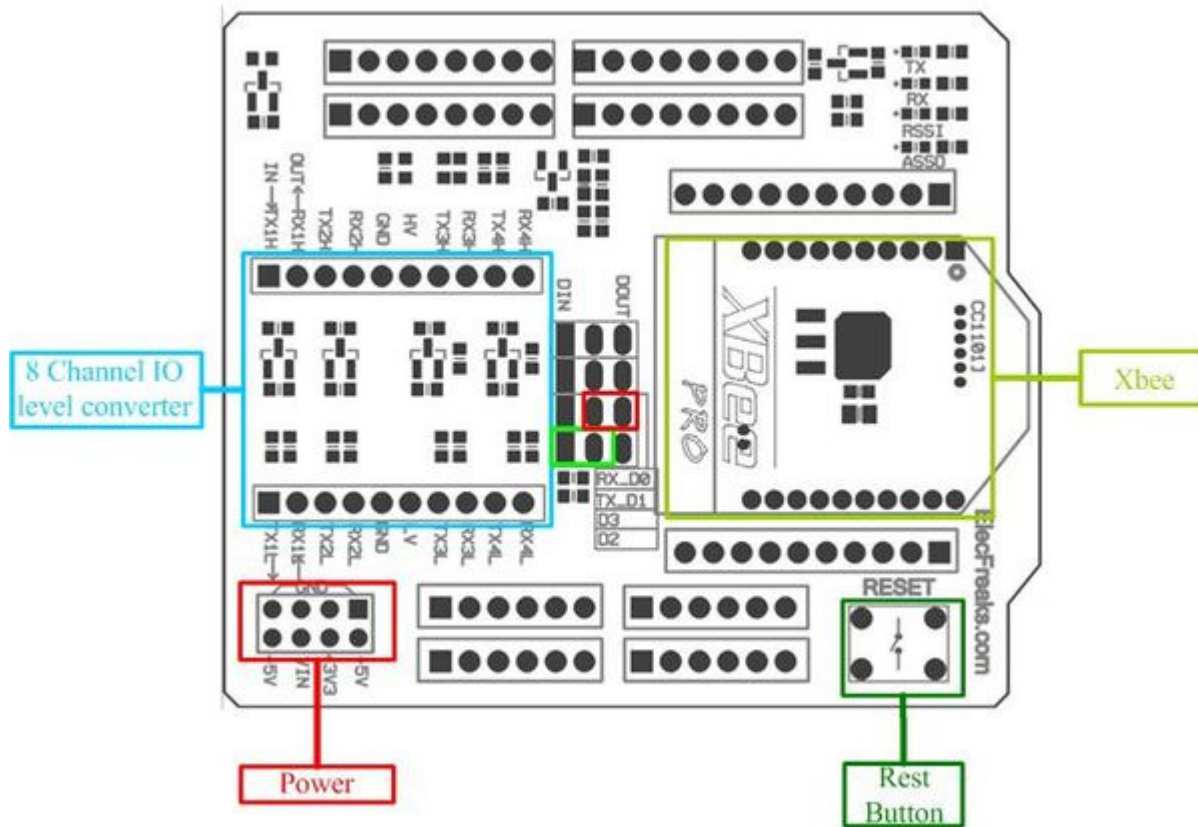 TX
RX
RSSI
ASSO
IN→
OUT←
TX1H
RX1H
TX2H
RX2H
GND
HV
TX3H
RX3H
TX4H
RX4H
DIN
DOUT
XBee
PRO
CC1101J
8 Channel IO
level converter
Xbee
RX_D0
TX_D1
D3
D2
TX1L→
TX2L
RX2L
GND
LV
TX3L
RX3L
TX4L
RX4L
GND
5V
VIN
3V3
5V
RESET
ElecFreaks.com
Power
Rest
Button